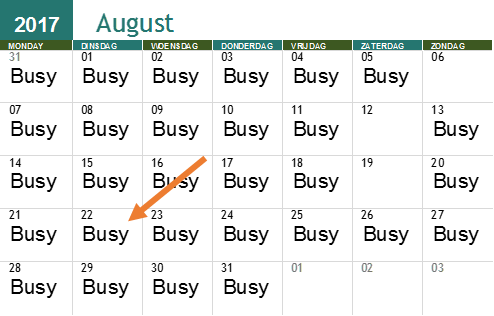 2017 August
MONDAY DINSDAG WOENSDAG DONDERDAG VRIJDAG ZATERDAG ZONDAG
31 01 02 03 04 05 06
Busy Busy Busy Busy Busy Busy
07 08 09 10 11 12 13
Busy Busy Busy Busy Busy Busy
14 15 16 17 18 19 20
Busy Busy Busy Busy Busy Busy
21 22 23 24 25 26 27
Busy Busy Busy Busy Busy Busy Busy
28 29 30 31 01 02 03
Busy Busy Busy Busy